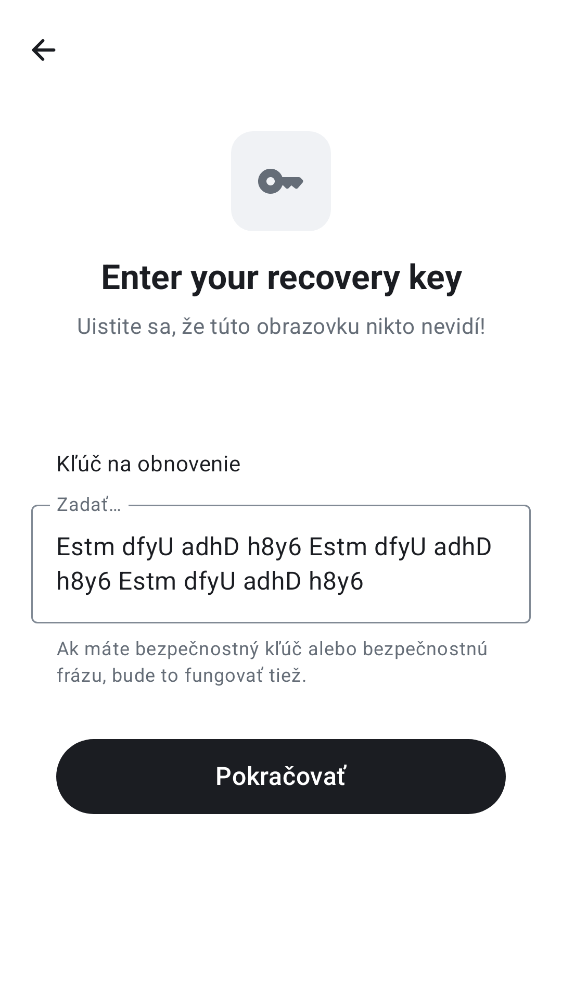 Enter your recovery key
Uistite sa, že túto obrazovku nikto nevidí!
Kľúč na obnovenie
Zadať…
Estm dfyU adhD h8y6 Estm dfyU adhD
h8y6 Estm dfyU adhD h8y6
Ak máte bezpečnostný kľúč alebo bezpečnostnú
frázu, bude to fungovať tiež.
Pokračovať